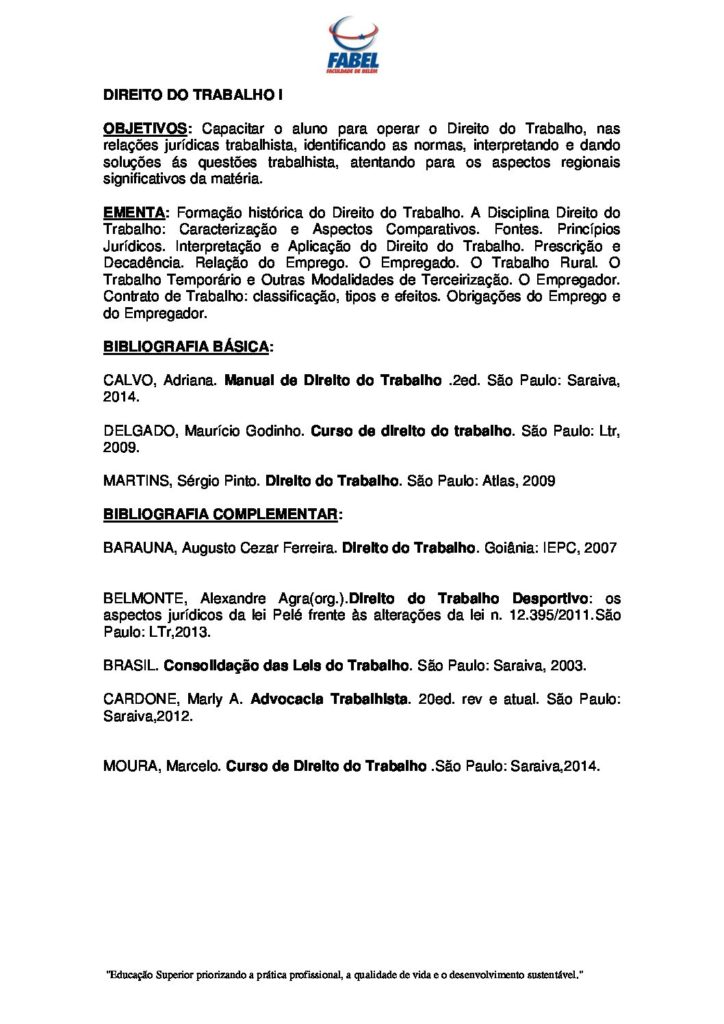 FABEL
FACULDADE DE BELÉM
DIREITO DO TRABALHO I
OBJETIVOS: Capacitar o aluno para operar o Direito do Trabalho, nas
relações jurídicas trabalhista, identificando as normas, interpretando e dando
soluções ás questões trabalhista, atentando para os aspectos regionais
significativos da matéria.
EMENTA: Formação histórica do Direito do Trabalho. A Disciplina Direito do
Trabalho: Caracterização e Aspectos Comparativos. Fontes. Princípios
Jurídicos. Interpretação e Aplicação do Direito do Trabalho. Prescrição e
Decadência. Relação do Emprego. O Empregado. O Trabalho Rural. O
Trabalho Temporário e Outras Modalidades de Terceirização. O Empregador.
Contrato de Trabalho: classificação, tipos e efeitos. Obrigações do Emprego e
do Empregador.
BIBLIOGRAFIA BÁSICA:
CALVO, Adriana. Manual de Direito do Trabalho .2ed. São Paulo: Saraiva,
2014.
DELGADO, Maurício Godinho. Curso de direito do trabalho. São Paulo: Ltr,
2009.
MARTINS, Sérgio Pinto. Direito do Trabalho. São Paulo: Atlas, 2009
BIBLIOGRAFIA COMPLEMENTAR:
BARAUNA, Augusto Cezar Ferreira. Direito do Trabalho. Goiânia: IEPC, 2007
BELMONTE, Alexandre Agra(org.).Direito do Trabalho Desportivo: os
aspectos jurídicos da lei Pelé frente às alterações da lei n. 12.395/2011.São
Paulo: LTr,2013.
BRASIL. Consolidação das Leis do Trabalho. São Paulo: Saraiva, 2003.
CARDONE, Marly A. Advocacia Trabalhista. 20ed. rev e atual. São Paulo:
Saraiva,2012.
MOURA, Marcelo. Curso de Direito do Trabalho .São Paulo: Saraiva,2014.
"Educação Superior priorizando a prática profissional, a qualidade de vida e o desenvolvimento sustentável."